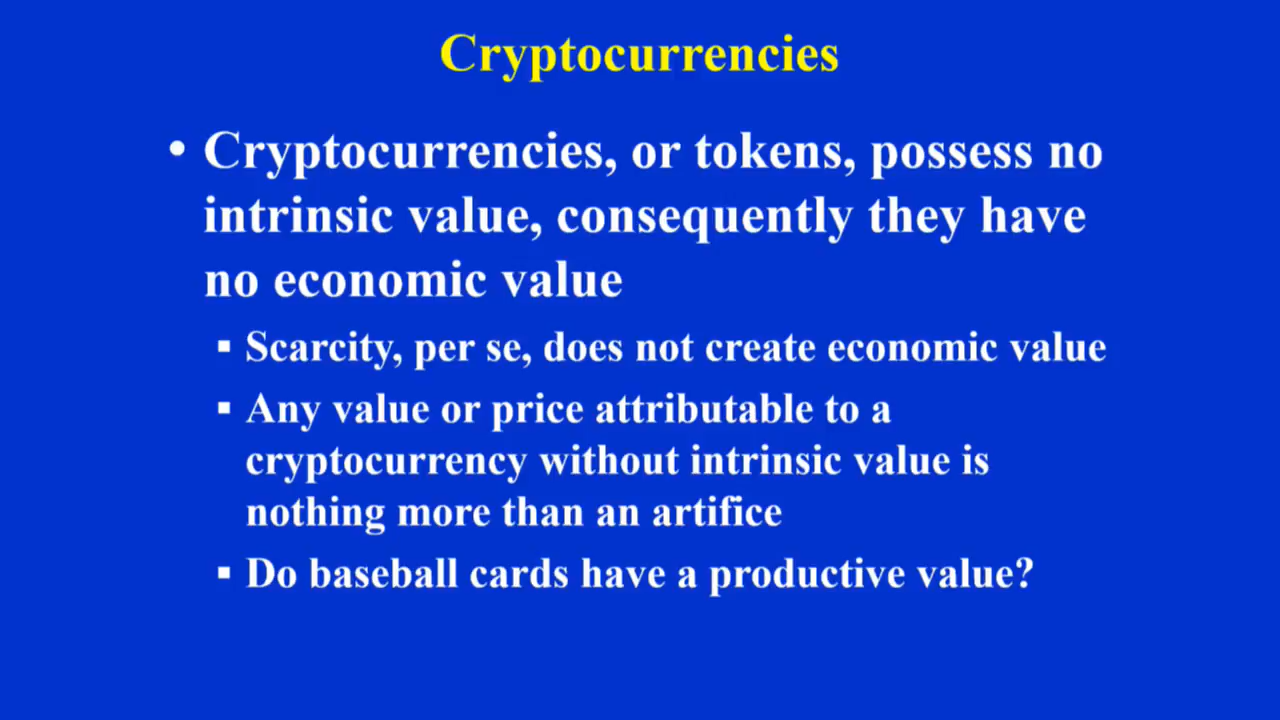 Cryptocurrencies
• Cryptocurrencies, or tokens, possess no
intrinsic value, consequently they have
no economic value
▪ Scarcity, per se, does not create economic value
▪ Any value or price attributable to a
cryptocurrency without intrinsic value is
nothing more than an artifice
▪ Do baseball cards have a productive value?